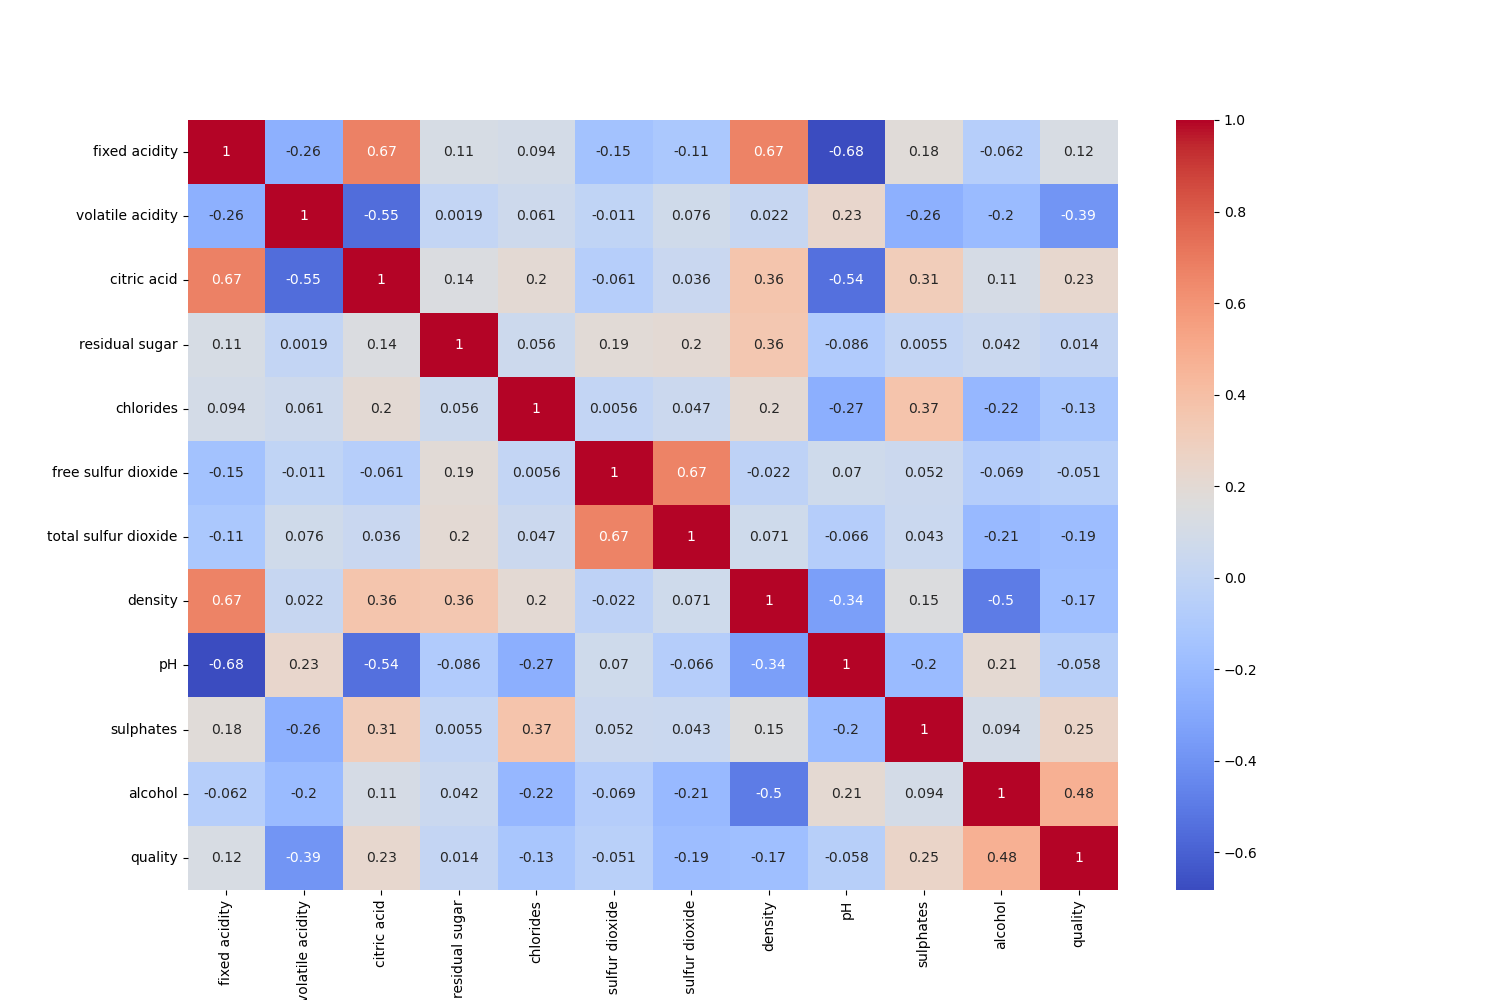 fixed acidity 1 -0.26 0.67 0.11 0.094 -0.15 -0.11 0.67 -0.68 0.18 -0.062 0.12
volatile acidity -0.26 1 -0.55 0.0019 0.061 -0.011 0.076 0.022 0.23 -0.26 -0.2 -0.39
citric acid 0.67 -0.55 1 0.14 0.2 -0.061 0.036 0.36 -0.54 0.31 0.11 0.23
residual sugar 0.11 0.0019 0.14 1 0.056 0.19 0.2 0.36 -0.086 0.0055 0.042 0.014
chlorides 0.094 0.061 0.2 0.056 1 0.0056 0.047 0.2 -0.27 0.37 -0.22 -0.13
free sulfur dioxide -0.15 -0.011 -0.061 0.19 0.0056 1 0.67 -0.022 0.07 0.052 -0.069 -0.051
total sulfur dioxide -0.11 0.076 0.036 0.2 0.047 0.67 1 0.071 -0.066 0.043 -0.21 -0.19
density 0.67 0.022 0.36 0.36 0.2 -0.022 0.071 1 -0.34 0.15 -0.5 -0.17
pH -0.68 0.23 -0.54 -0.086 -0.27 0.07 -0.066 -0.34 1 -0.2 0.21 -0.058
sulphates 0.18 -0.26 0.31 0.0055 0.37 0.052 0.043 0.15 -0.2 1 0.094 0.25
alcohol -0.062 -0.2 0.11 0.042 -0.22 -0.069 -0.21 -0.5 0.21 0.094 1 0.48
quality 0.12 -0.39 0.23 0.014 -0.13 -0.051 -0.19 -0.17 -0.058 0.25 0.48 1
fixed acidity
volatile acidity
citric acid
residual sugar
chlorides
sulfur dioxide
sulfur dioxide
density
pH
sulphates
alcohol
quality
1.0
0.8
0.6
0.4
0.2
0.0
−0.2
−0.4
−0.6